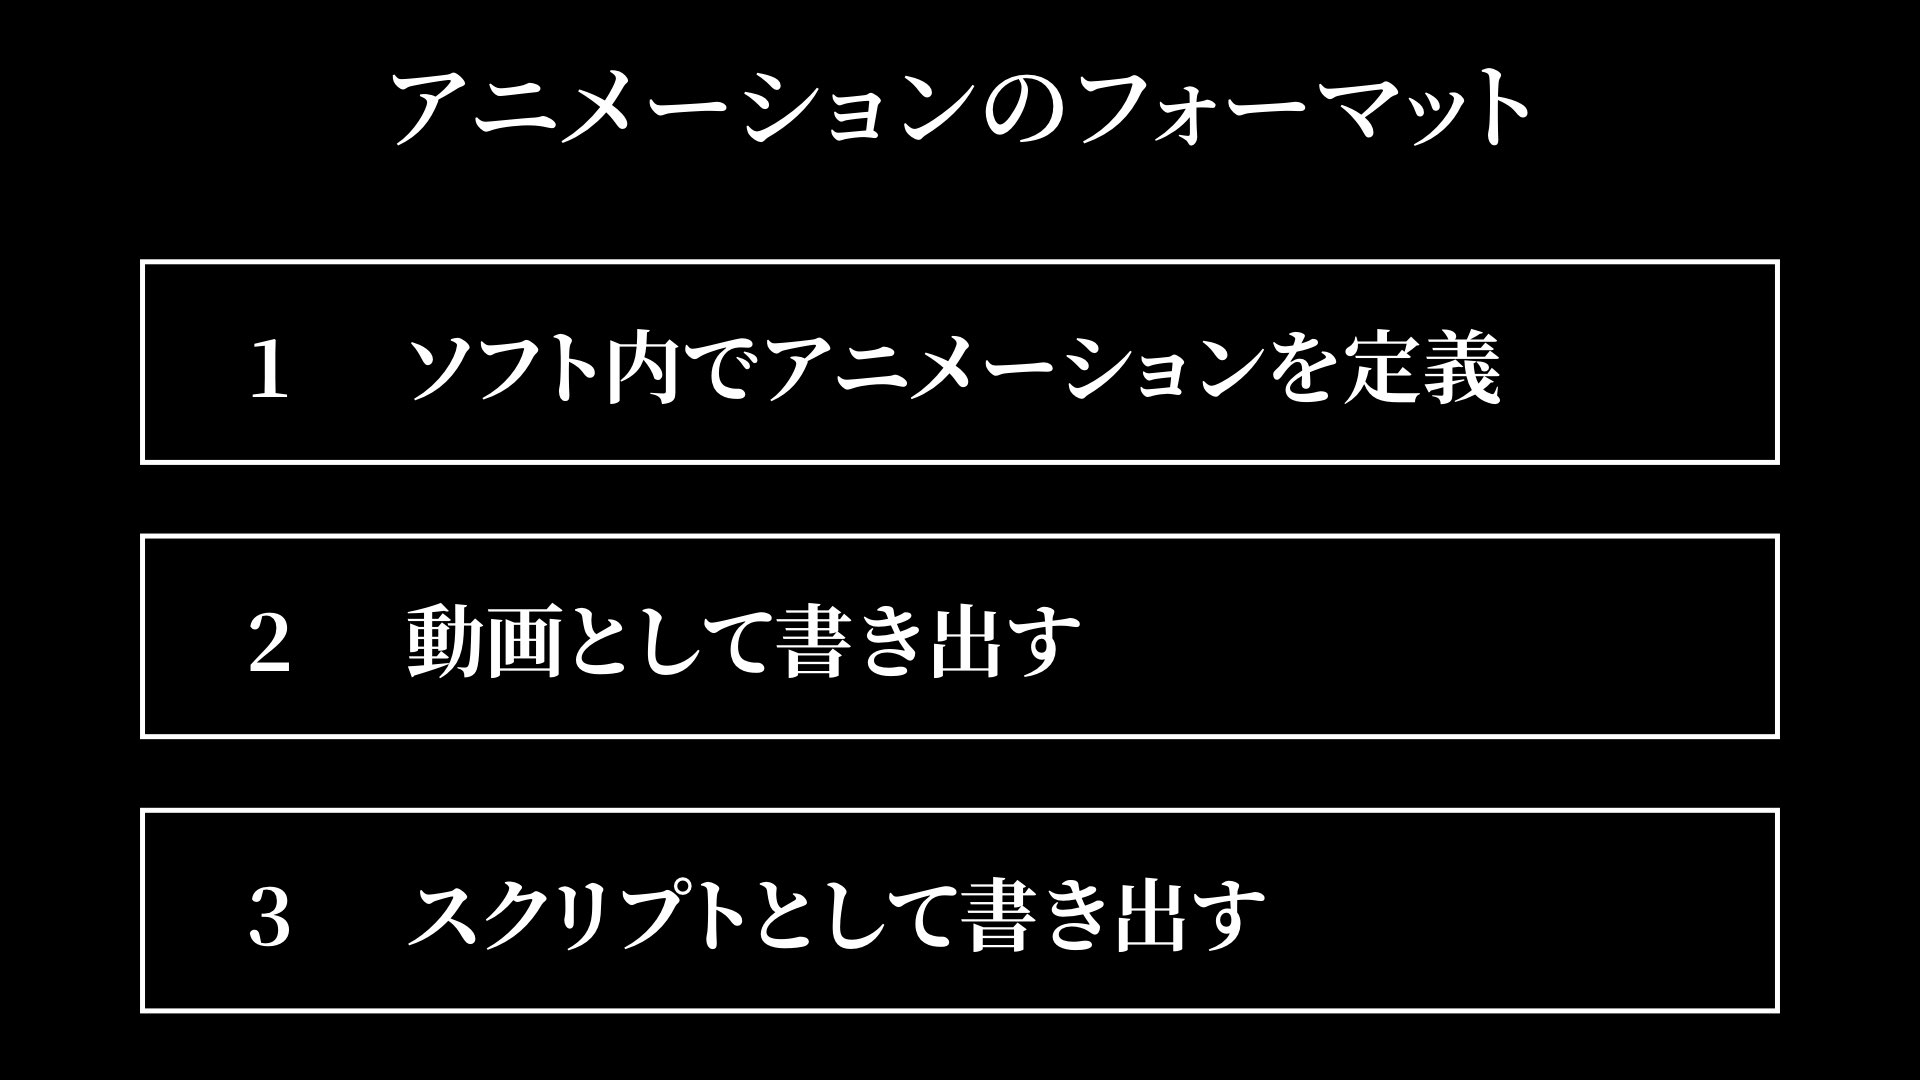 アニメーションのフォーマット
1 ソフト内でアニメーションを定義
2 動画として書き出す
3 スクリプトとして書き出す